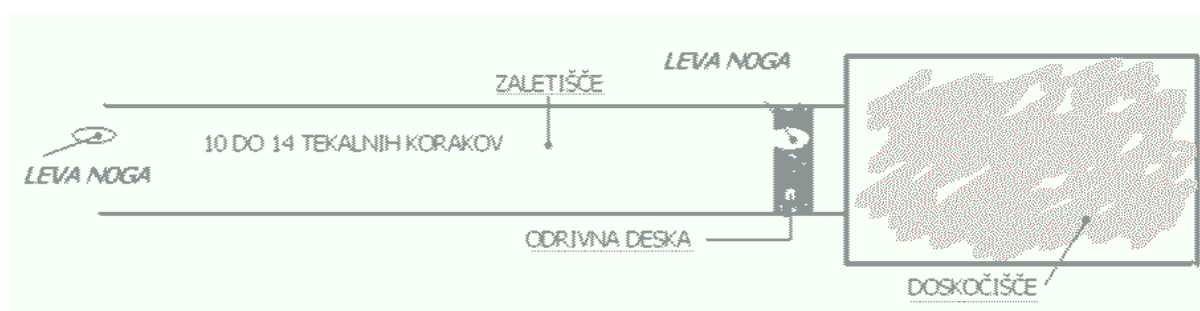 LEVA NOGA
ZALETIŠČE
10 DO 14 TEKALNIH KORAKOV
LEVA NOGA
ODRIVNA DESKA
DOSKOČIŠČE